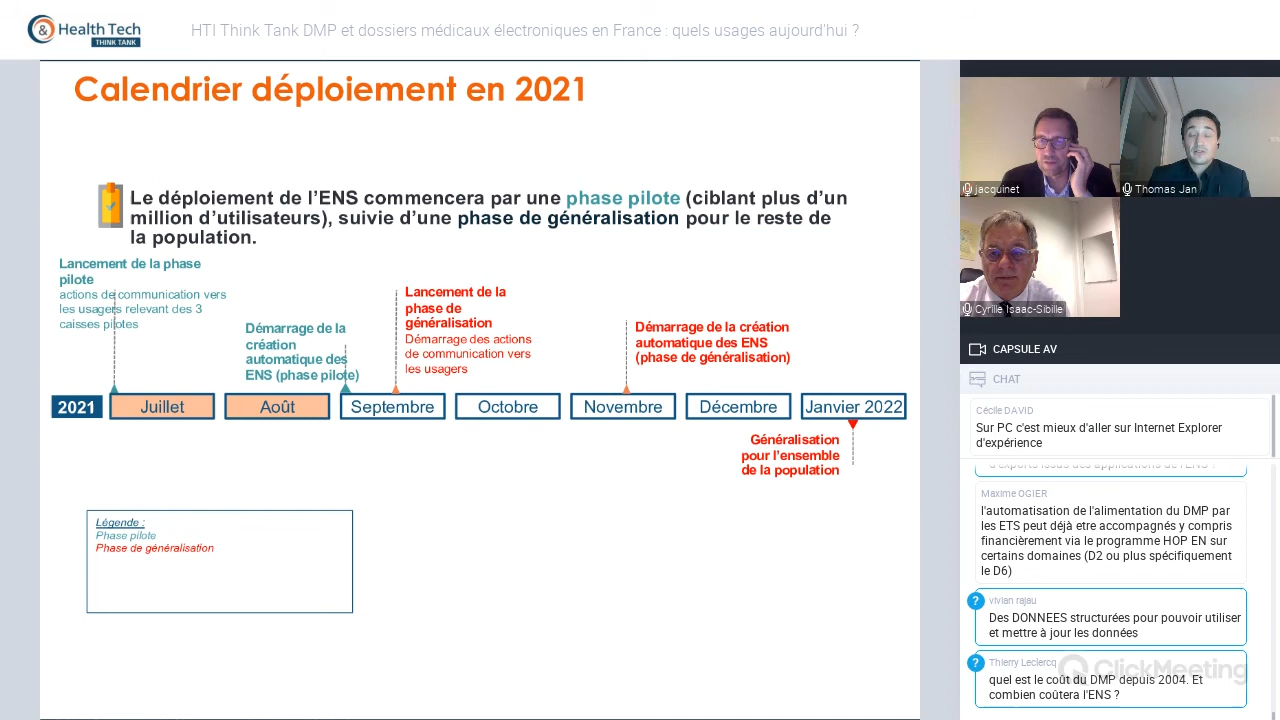 & Health Tech
THINK TANK
HTI Think Tank DMP et dossiers médicaux électroniques en France : quels usages aujourd'hui ?
Calendrier déploiement en 2021
Le déploiement de l'ENS commencera par une phase pilote (ciblant plus d'un
million d'utilisateurs), suivie d'une phase de généralisation pour le reste de
la population.
Lancement de la phase
pilote
actions de communication vers
les usagers relevant des 3
caisses pilotes
Démarrage de la
création
automatique des
ENS (phase pilote)
Lancement de la
phase de
généralisation
Démarrage des actions
de communication vers
les usagers
Démarrage de la création
automatique des ENS
(phase de généralisation)
2021
Juillet
Août
Septembre
Octobre
Novembre
Décembre
Janvier 2022
Généralisation
pour l'ensemble
de la population
Légende :
Phase pilote
Phase de généralisation
jacquinet
Thomas Jan
Cyrille Isaac-Sibille
CAPSULE AV
CHAT
Cécile DAVID
Sur PC c'est mieux d'aller sur Internet Explorer
d'expérience
d'exports issus des applications de l'ENS ?
Maxime OGIER
l'automatisation de l'alimentation du DMP par
les ETS peut déjà etre accompagnés y compris
financièrement via le programme HOP EN sur
certains domaines (D2 ou plus spécifiquement
le D6)
?
vivian rajau
Des DONNEES structurées pour pouvoir utiliser
et mettre à jour les données
?
Thierry Leclercq
ClickMeeting
quel est le coût du DMP depuis 2004. Et
combien coûtera l'ENS ?